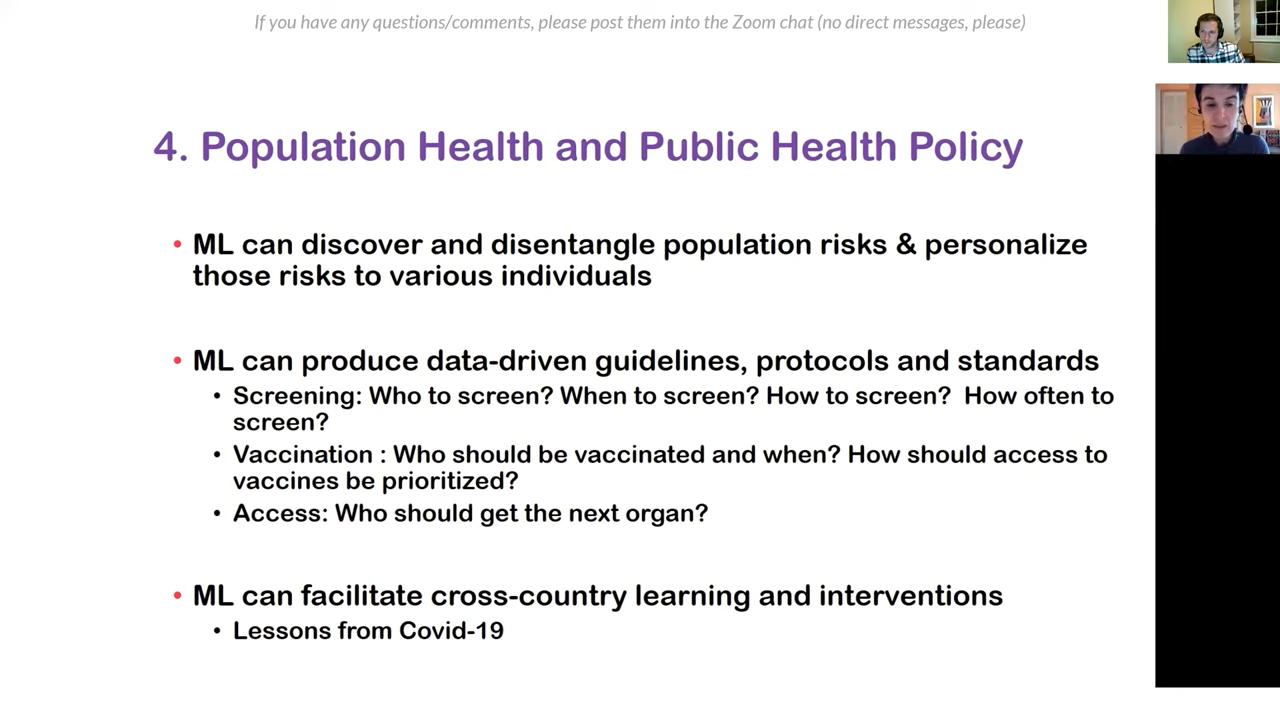 If you have any questions/comments, please post them into the Zoom chat (no direct messages, please)
4. Population Health and Public Health Policy
• ML can discover and disentangle population risks & personalize
those risks to various individuals
• ML can produce data-driven guidelines, protocols and standards
• Screening: Who to screen? When to screen? How to screen? How often to
screen?
• Vaccination : Who should be vaccinated and when? How should access to
vaccines be prioritized?
• Access: Who should get the next organ?
• ML can facilitate cross-country learning and interventions
• Lessons from Covid-19